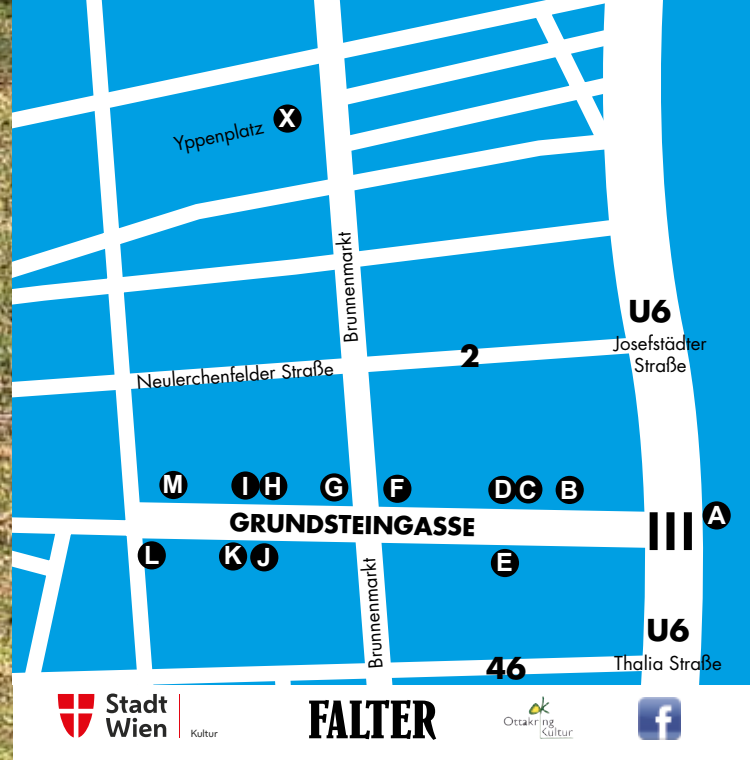 X
Yppenplatz
Brunnenmarkt
U6
Josefstädter
Straße
2
Neulerchenfelder Straße
M
I
H
G
F
D
C
B
A
GRUNDSTEINGASSE
L
K
J
E
Brunnenmarkt
U6
Thalia Straße
46
Stadt
Wien
Kultur
FALTER
ok
Ottakring
Kultur
f